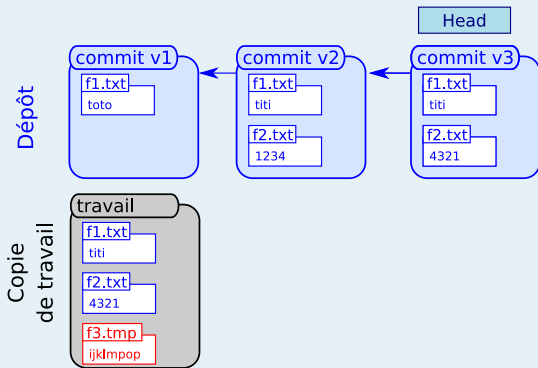 Head
commit v1
commit v2
commit v3
Dépôt
f1.txt
toto
f1.txt
titi
f2.txt
1234
f1.txt
titi
f2.txt
4321
Copie
de travail
travail
f1.txt
titi
f2.txt
4321
f3.tmp
ijklmpop